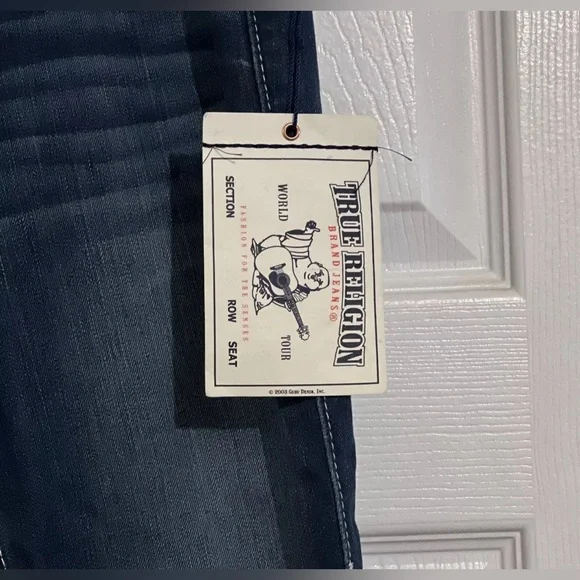 TRUE RELIGION
BRAND JEANS®
WORLD TOUR
FASHION FOR THE SENSES
SECTION ROW SEAT
© 2003 Guru Denim, Inc.